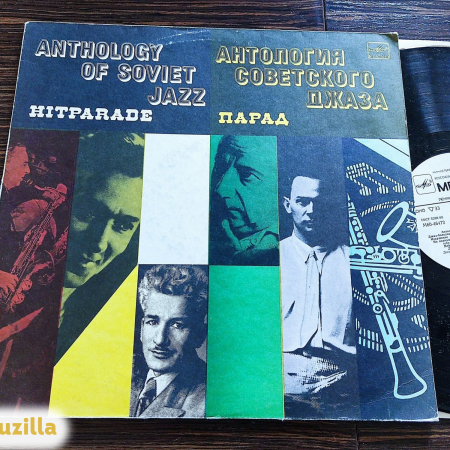 ANTHOLOGY
OF SOVIET
JAZZ
HITPARADE
АНТОЛОГИЯ
СОВЕТСКОГО
ДЖАЗА
ПАРАД
uzilla